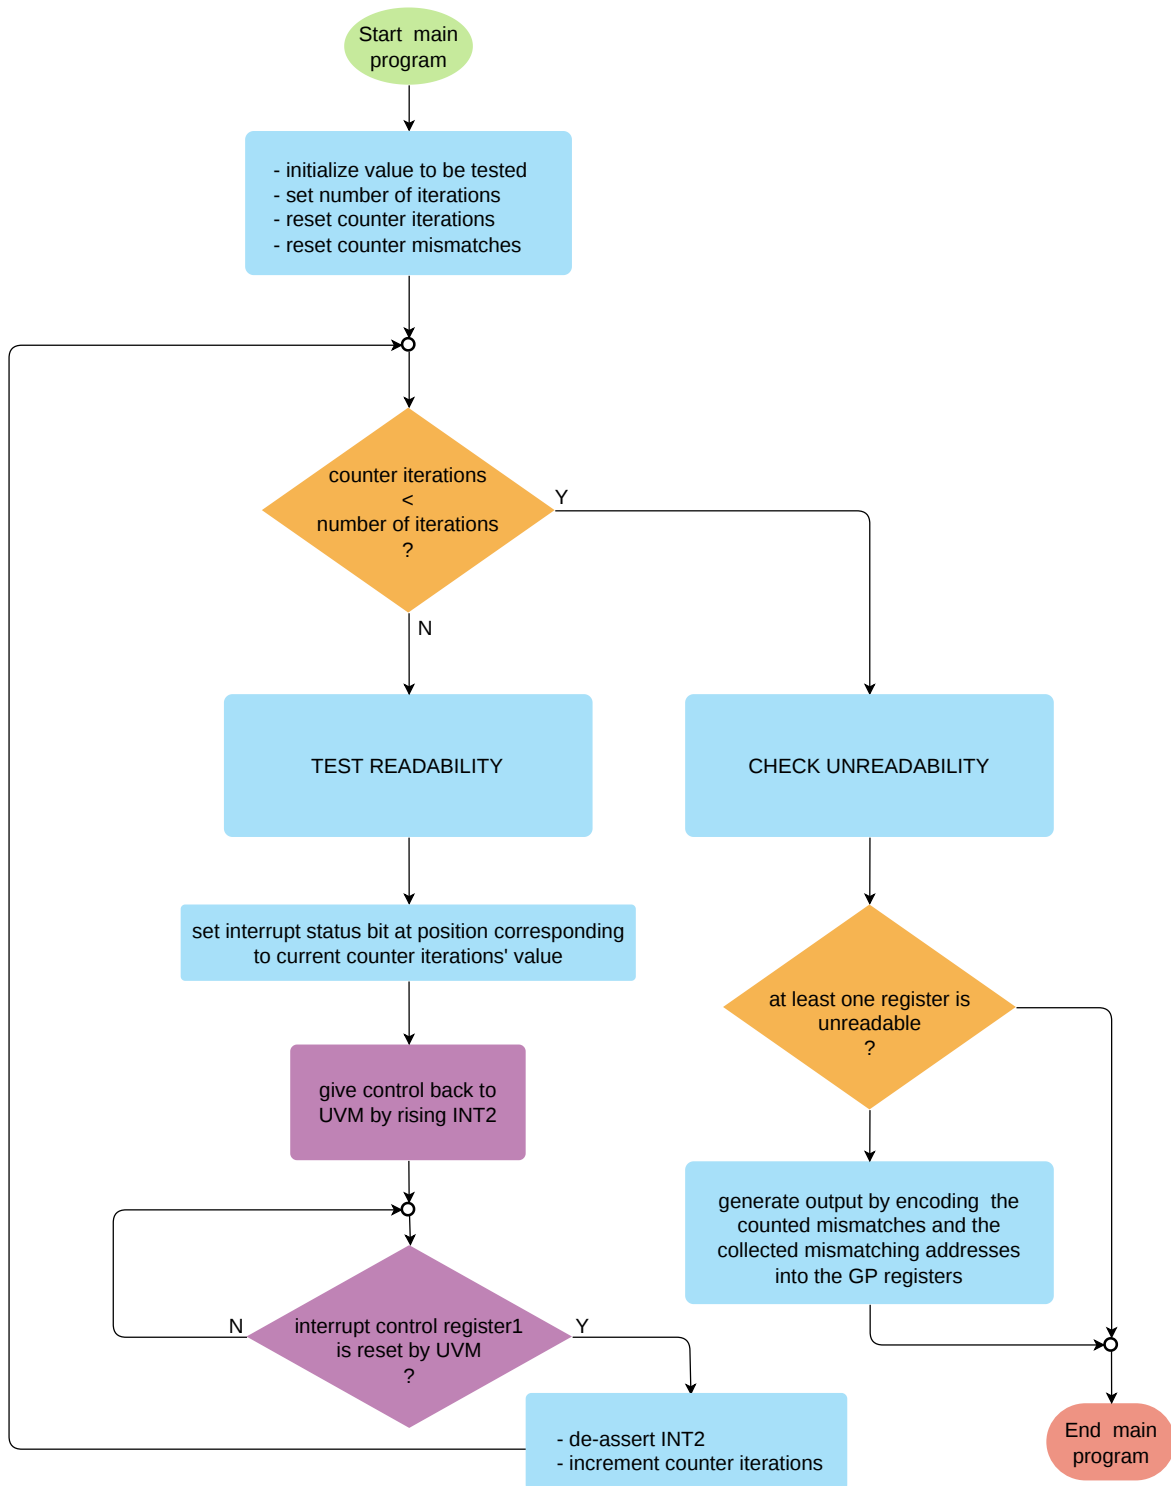 Start  main
program
- initialize value to be tested
- set number of iterations
- reset counter iterations
- reset counter mismatches
counter iterations
<
number of iterations
?
Y
N
TEST READABILITY
CHECK UNREADABILITY
set interrupt status bit at position corresponding
to current counter iterations' value
at least one register is
unreadable
?
give control back to
UVM by rising INT2
generate output by encoding  the
counted mismatches and the
collected mismatching addresses
into the GP registers
N
interrupt control register1
is reset by UVM
?
Y
- de-assert INT2
- increment counter iterations
End  main
program